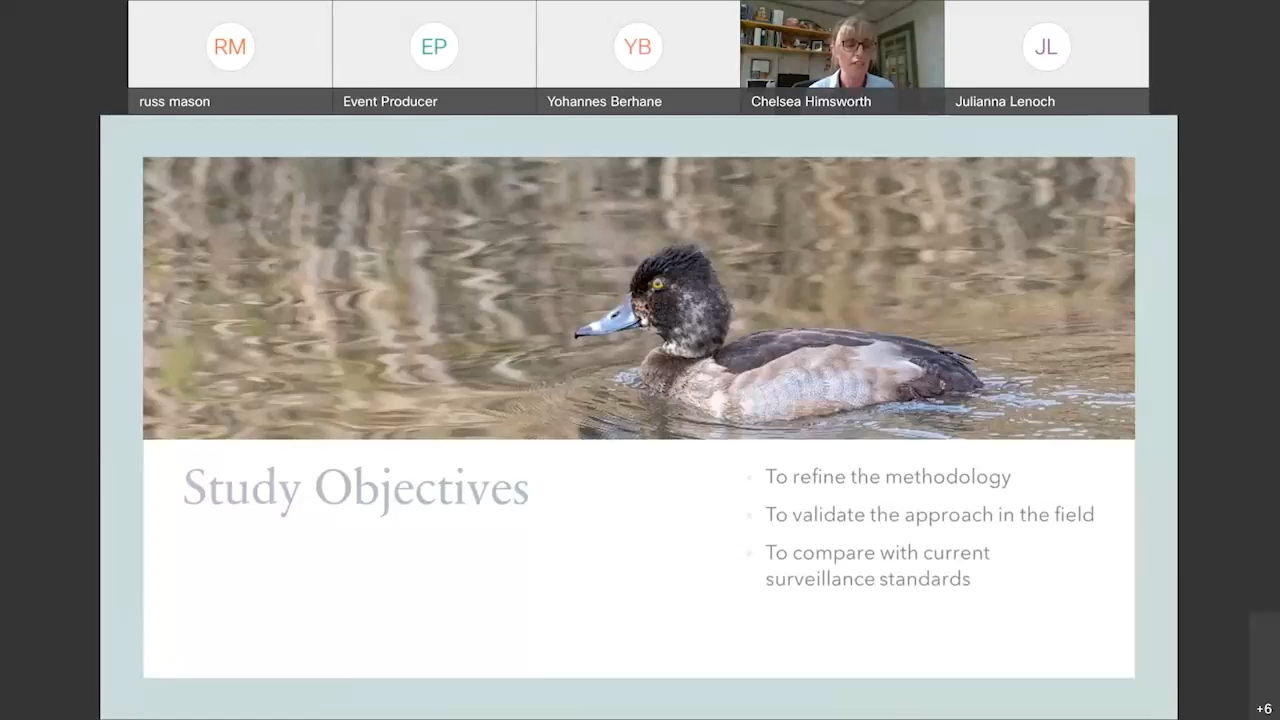 RM
EP
YB
JL
russ mason
Event Producer
Yohannes Berhane
Chelsea Himsworth
Julianna Lenoch
Study Objectives
To refine the methodology
To validate the approach in the field
To compare with current
surveillance standards
+6